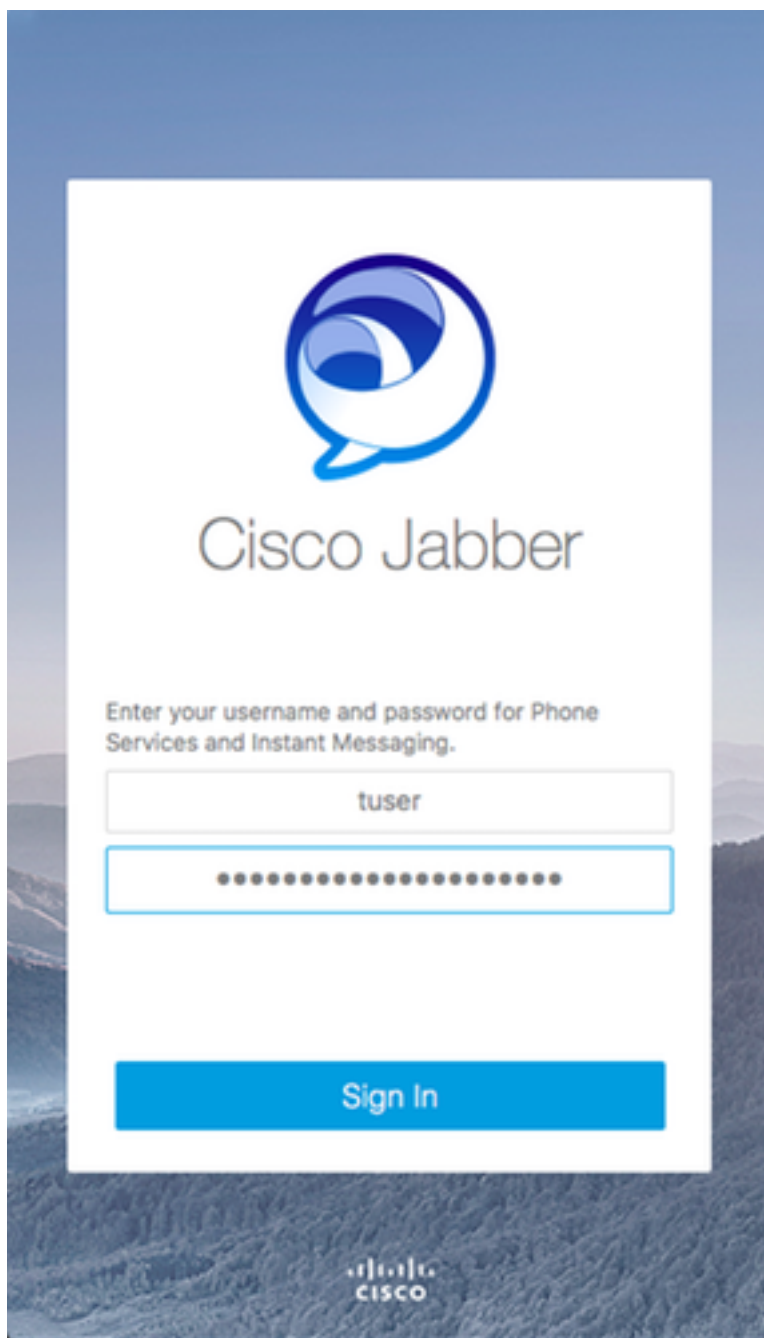 Cisco Jabber
Enter your username and password for Phone
Services and Instant Messaging.
tuser
●●●●●●●●●●●●●●●●●●●●●
Sign In
CISCO